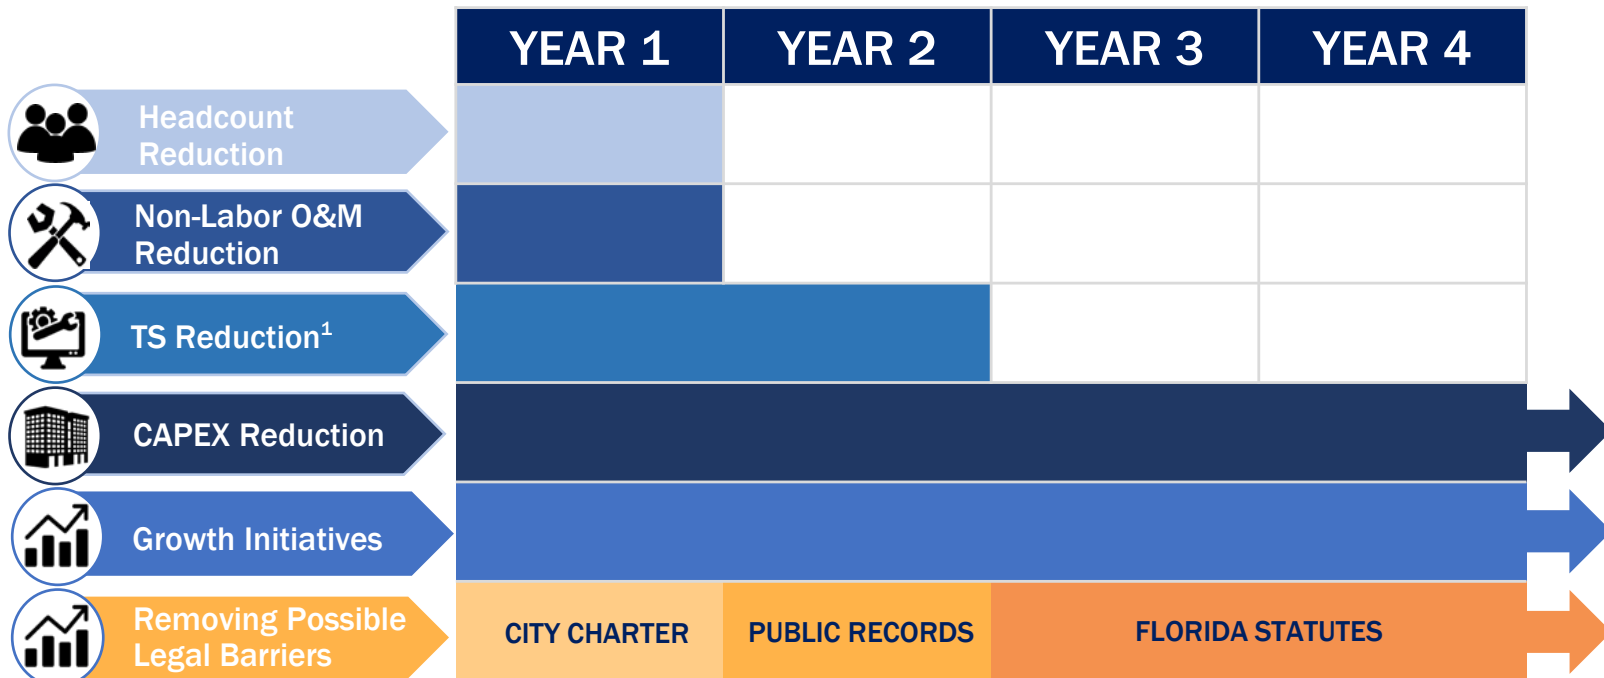 YEAR 1 YEAR 2 YEAR 3 YEAR 4
Headcount
Reduction
Non-Labor O&M
Reduction
TS Reduction¹
CAPEX Reduction
Growth Initiatives
Removing Possible
Legal Barriers
CITY CHARTER PUBLIC RECORDS FLORIDA STATUTES